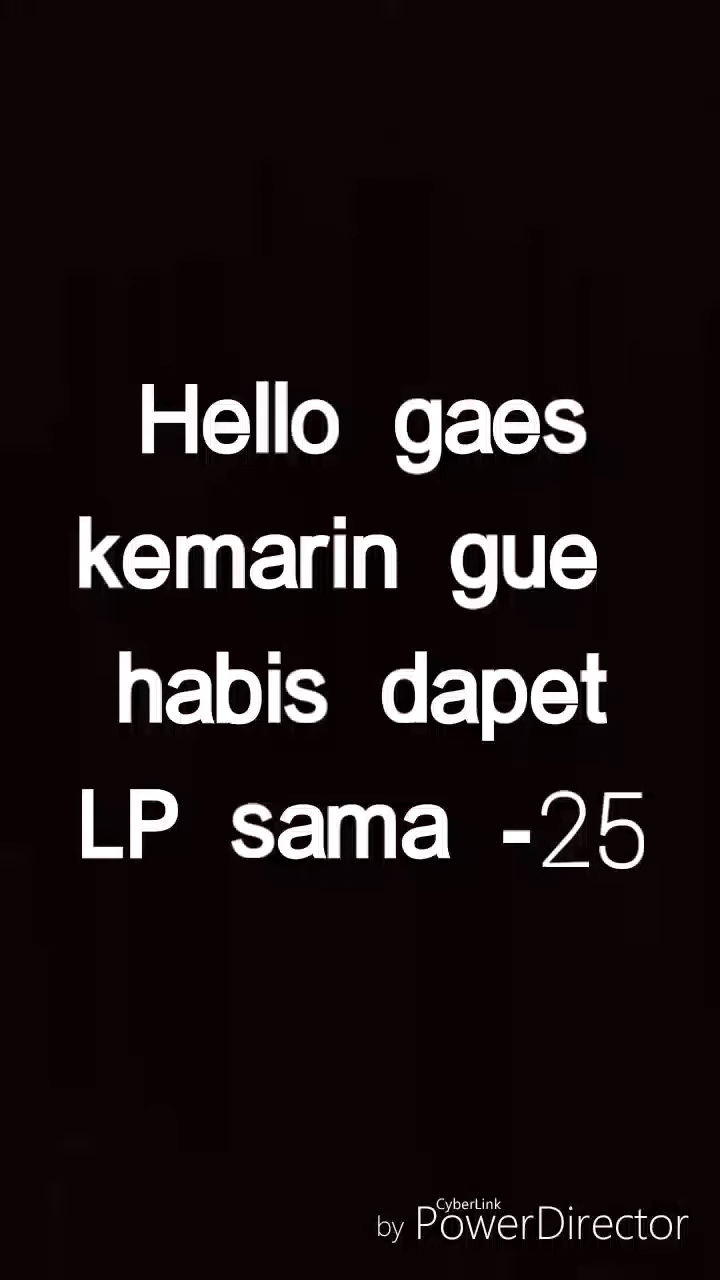 Hello gaes
kemarin gue
habis dapet
LP sama -25
CyberLink
by PowerDirector